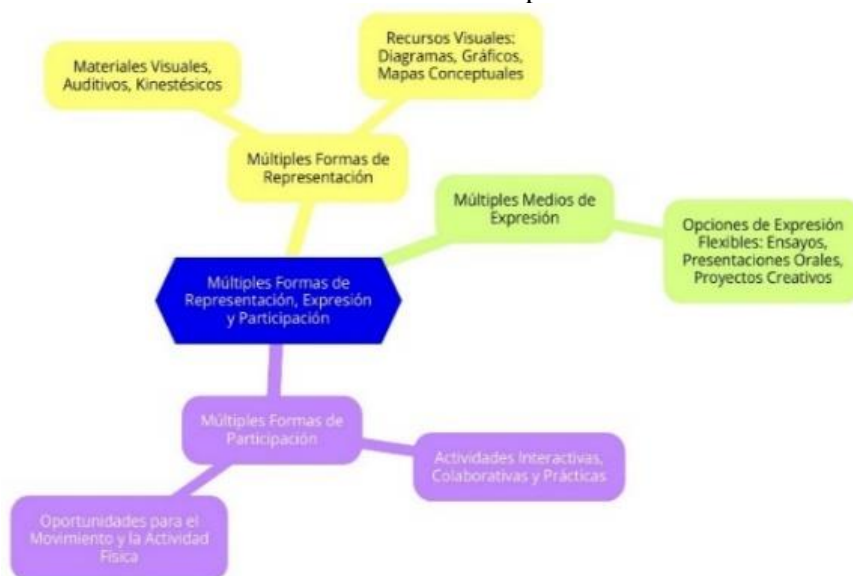 Materiales Visuales,
Auditivos, Kinestésicos
Recursos Visuales:
Diagramas, Gráficos,
Mapas Conceptuales
Múltiples Formas de
Representación
Múltiples Medios de
Expresión
Opciones de Expresión
Flexibles: Ensayos,
Presentaciones Orales,
Proyectos Creativos
Múltiples Formas de
Representación, Expresión
y Participación
Múltiples Formas de
Participación
Actividades Interactivas,
Colaborativas y Prácticas
Oportunidades para el
Movimiento y la Actividad
Física